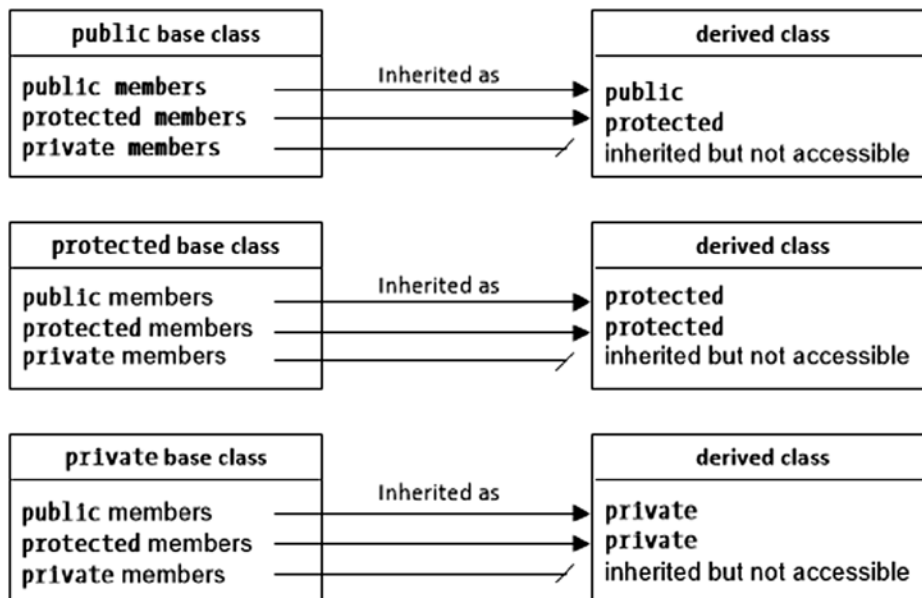 public base class
derived class
public members
protected members
private members
Inherited as
public
protected
inherited but not accessible
protected base class
derived class
public members
protected members
private members
Inherited as
protected
protected
inherited but not accessible
private base class
derived class
public members
protected members
private members
Inherited as
private
private
inherited but not accessible